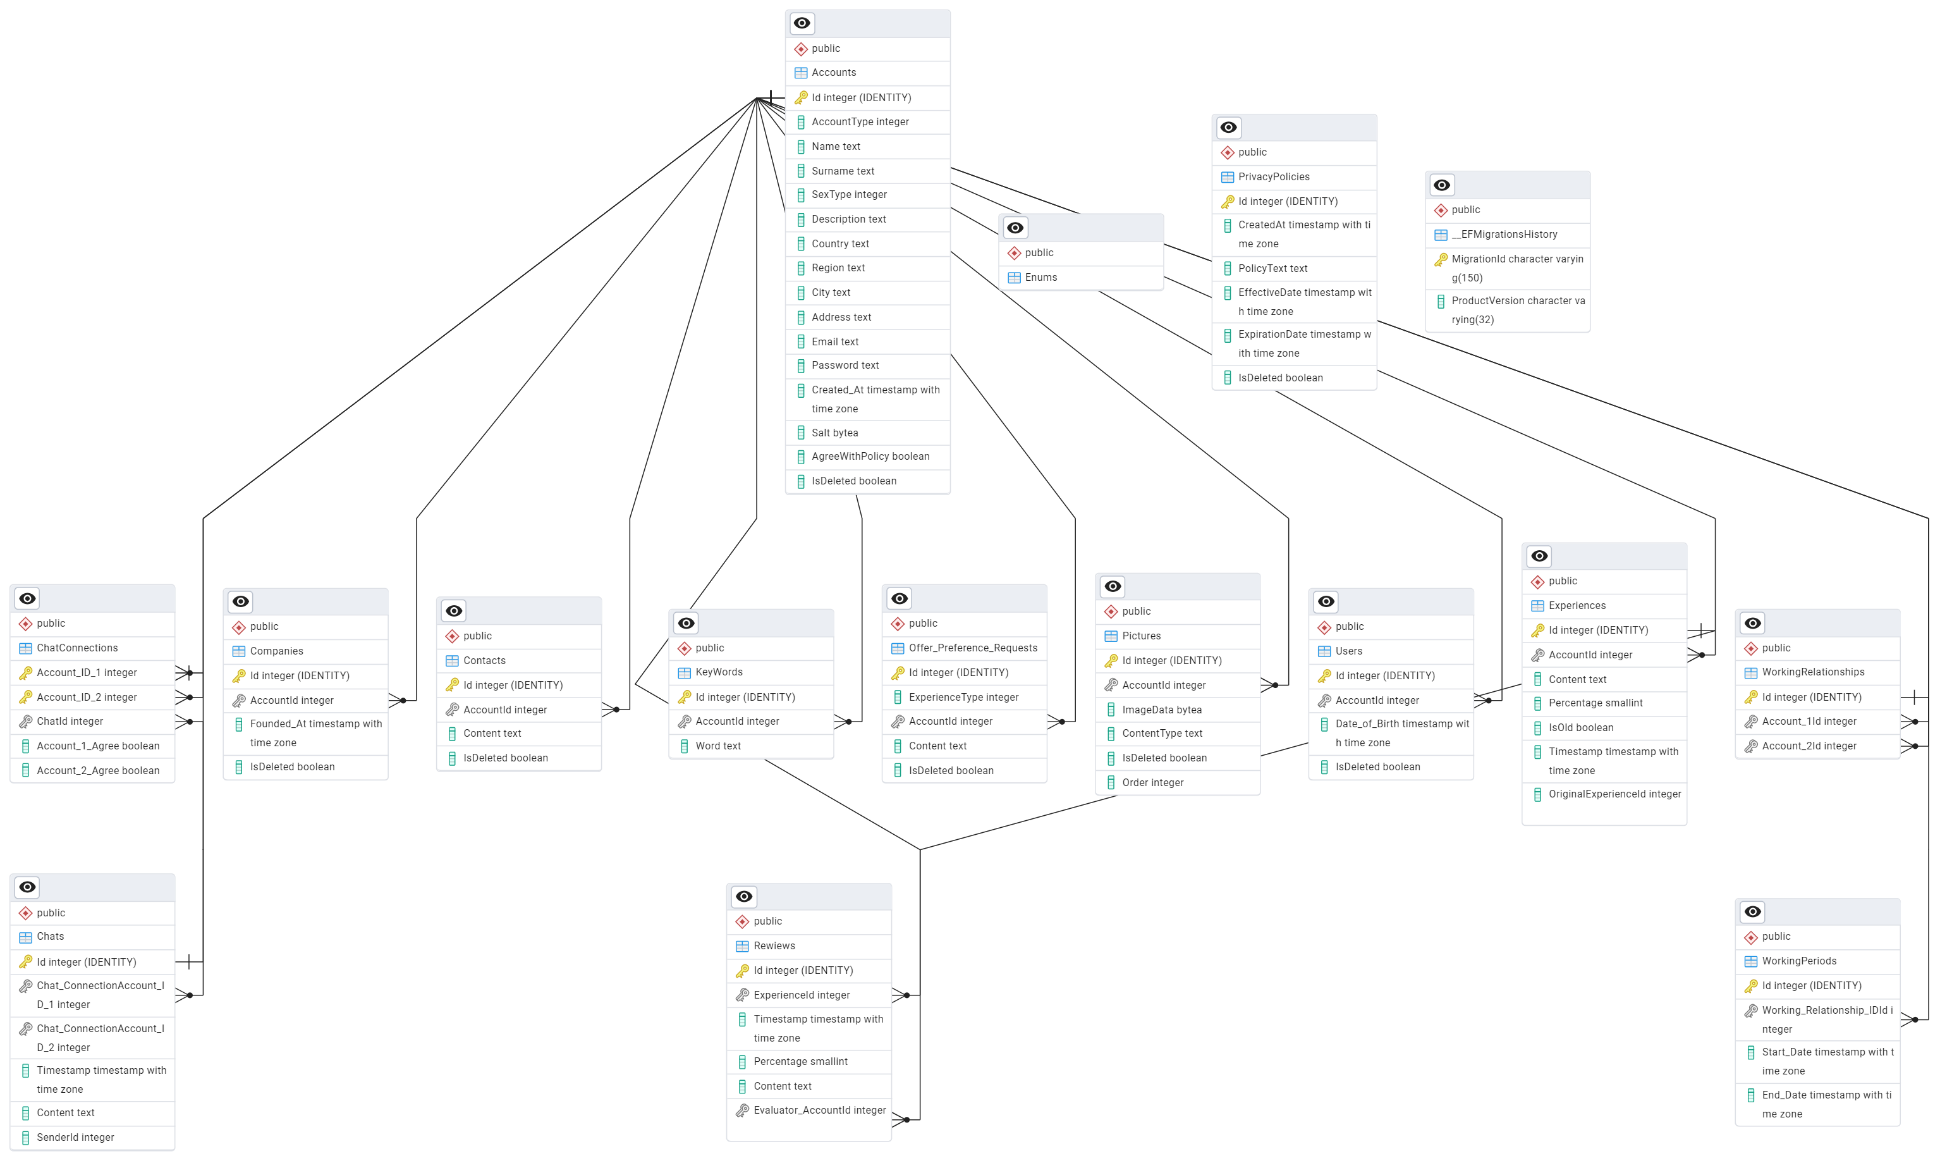 public
Accounts
Id integer (IDENTITY)
AccountType integer
Name text
Surname text
SexType integer
Description text
Country text
Region text
City text
Address text
Email text
Password text
Created_At timestamp with
time zone
Salt bytea
AgreeWithPolicy boolean
IsDeleted boolean
public
Enums
public
PrivacyPolicies
Id integer (IDENTITY)
CreatedAt timestamp with ti
me zone
PolicyText text
EffectiveDate timestamp wit
h time zone
ExpirationDate timestamp w
ith time zone
IsDeleted boolean
public
__EFMigrationsHistory
MigrationId character varyin
g(150)
ProductVersion character va
rying(32)
public
ChatConnections
Account_ID_1 integer
Account_ID_2 integer
ChatId integer
Account_1_Agree boolean
Account_2_Agree boolean
public
Companies
Id integer (IDENTITY)
AccountId integer
Founded_At timestamp with
time zone
IsDeleted boolean
public
Contacts
Id integer (IDENTITY)
AccountId integer
Content text
IsDeleted boolean
public
KeyWords
Id integer (IDENTITY)
AccountId integer
Word text
public
Offer_Preference_Requests
Id integer (IDENTITY)
ExperienceType integer
AccountId integer
Content text
IsDeleted boolean
public
Pictures
Id integer (IDENTITY)
AccountId integer
ImageData bytea
ContentType text
IsDeleted boolean
Order integer
public
Users
Id integer (IDENTITY)
AccountId integer
Date_of_Birth timestamp wit
h time zone
IsDeleted boolean
public
Experiences
Id integer (IDENTITY)
AccountId integer
Content text
Percentage smallint
IsOld boolean
Timestamp timestamp with
time zone
OriginalExperienceId integer
public
WorkingRelationships
Id integer (IDENTITY)
Account_1Id integer
Account_2Id integer
public
Chats
Id integer (IDENTITY)
Chat_ConnectionAccount_I
D_1 integer
Chat_ConnectionAccount_I
D_2 integer
Timestamp timestamp with
time zone
Content text
SenderId integer
public
Rewiews
Id integer (IDENTITY)
ExperienceId integer
Timestamp timestamp with
time zone
Percentage smallint
Content text
Evaluator_AccountId integer
public
WorkingPeriods
Id integer (IDENTITY)
Working_Relationship_IDId i
nteger
Start_Date timestamp with t
ime zone
End_Date timestamp with ti
me zone